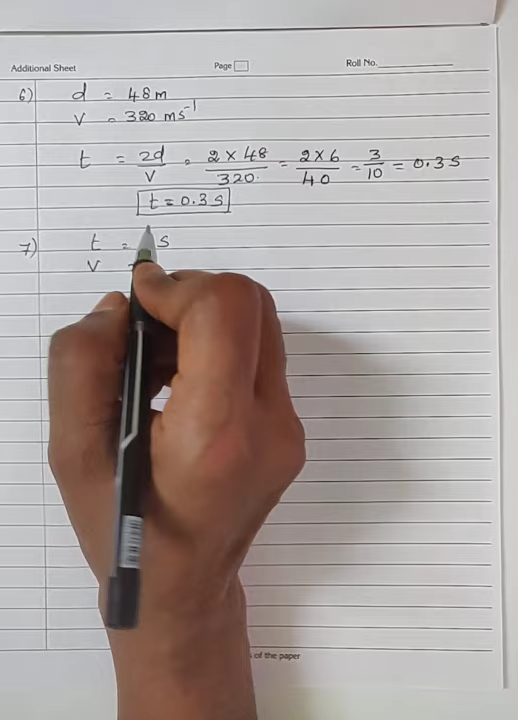 Additional Sheet Page Roll No.
6) d = 48m
v = 320 ms⁻¹
t = 2d/v = 2 × 48/320 = 2×6/40 = 3/10 = 0.3 s
t = 0.3 s
7) t = s
v =
of the paper